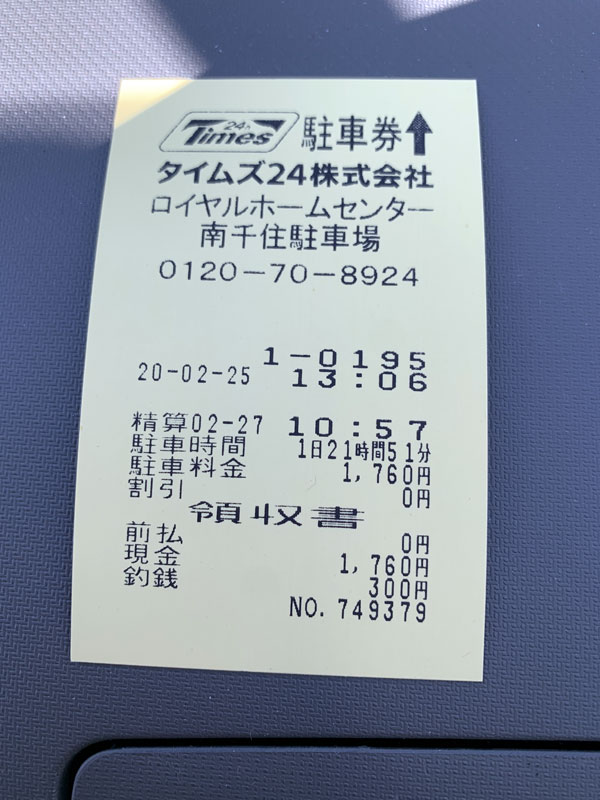 24h Times 駐車券↑
タイムズ24株式会社
ロイヤルホームセンター
南千住駐車場
0120-70-8924
1-0195
20-02-25 13:06
精算02-27 10:57
駐車時間 1日21時間51分
駐車料金 1,760円
割引 0円
領収書
前払 0円
現金 1,760円
釣銭 300円
NO. 749379